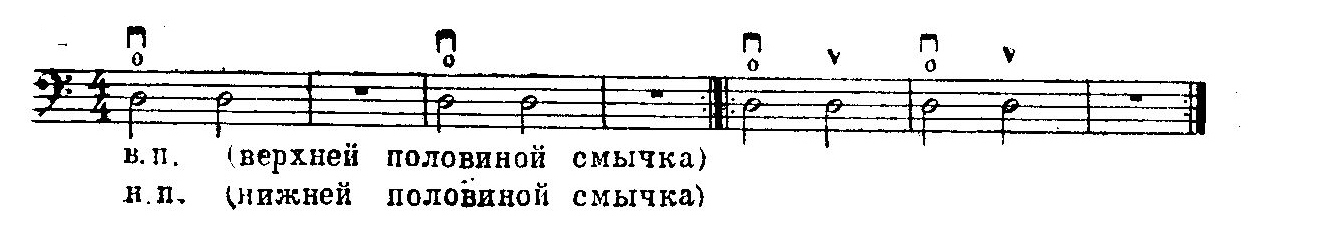 в.п. (верхней половиной смычка)
н.п. (нижней половиной смычка)